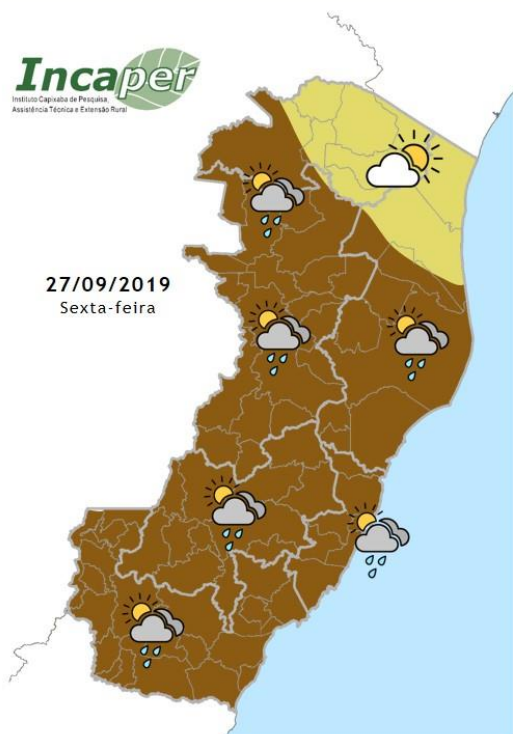 Incaper
Instituto Capixaba de Pesquisa,
Assistência Técnica e Extensão Rural
27/09/2019
Sexta-feira